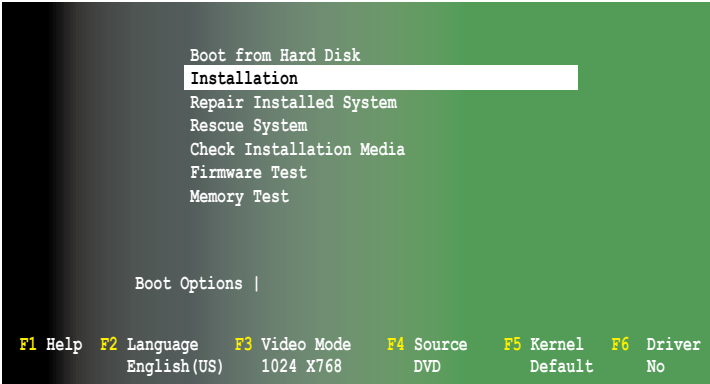 Boot from Hard Disk
Installation
Repair Installed System
Rescue System
Check Installation Media
Firmware Test
Memory Test
Boot Options |
F1 Help F2 Language F3 Video Mode F4 Source F5 Kernel F6 Driver
English(US) 1024 X768 DVD Default No